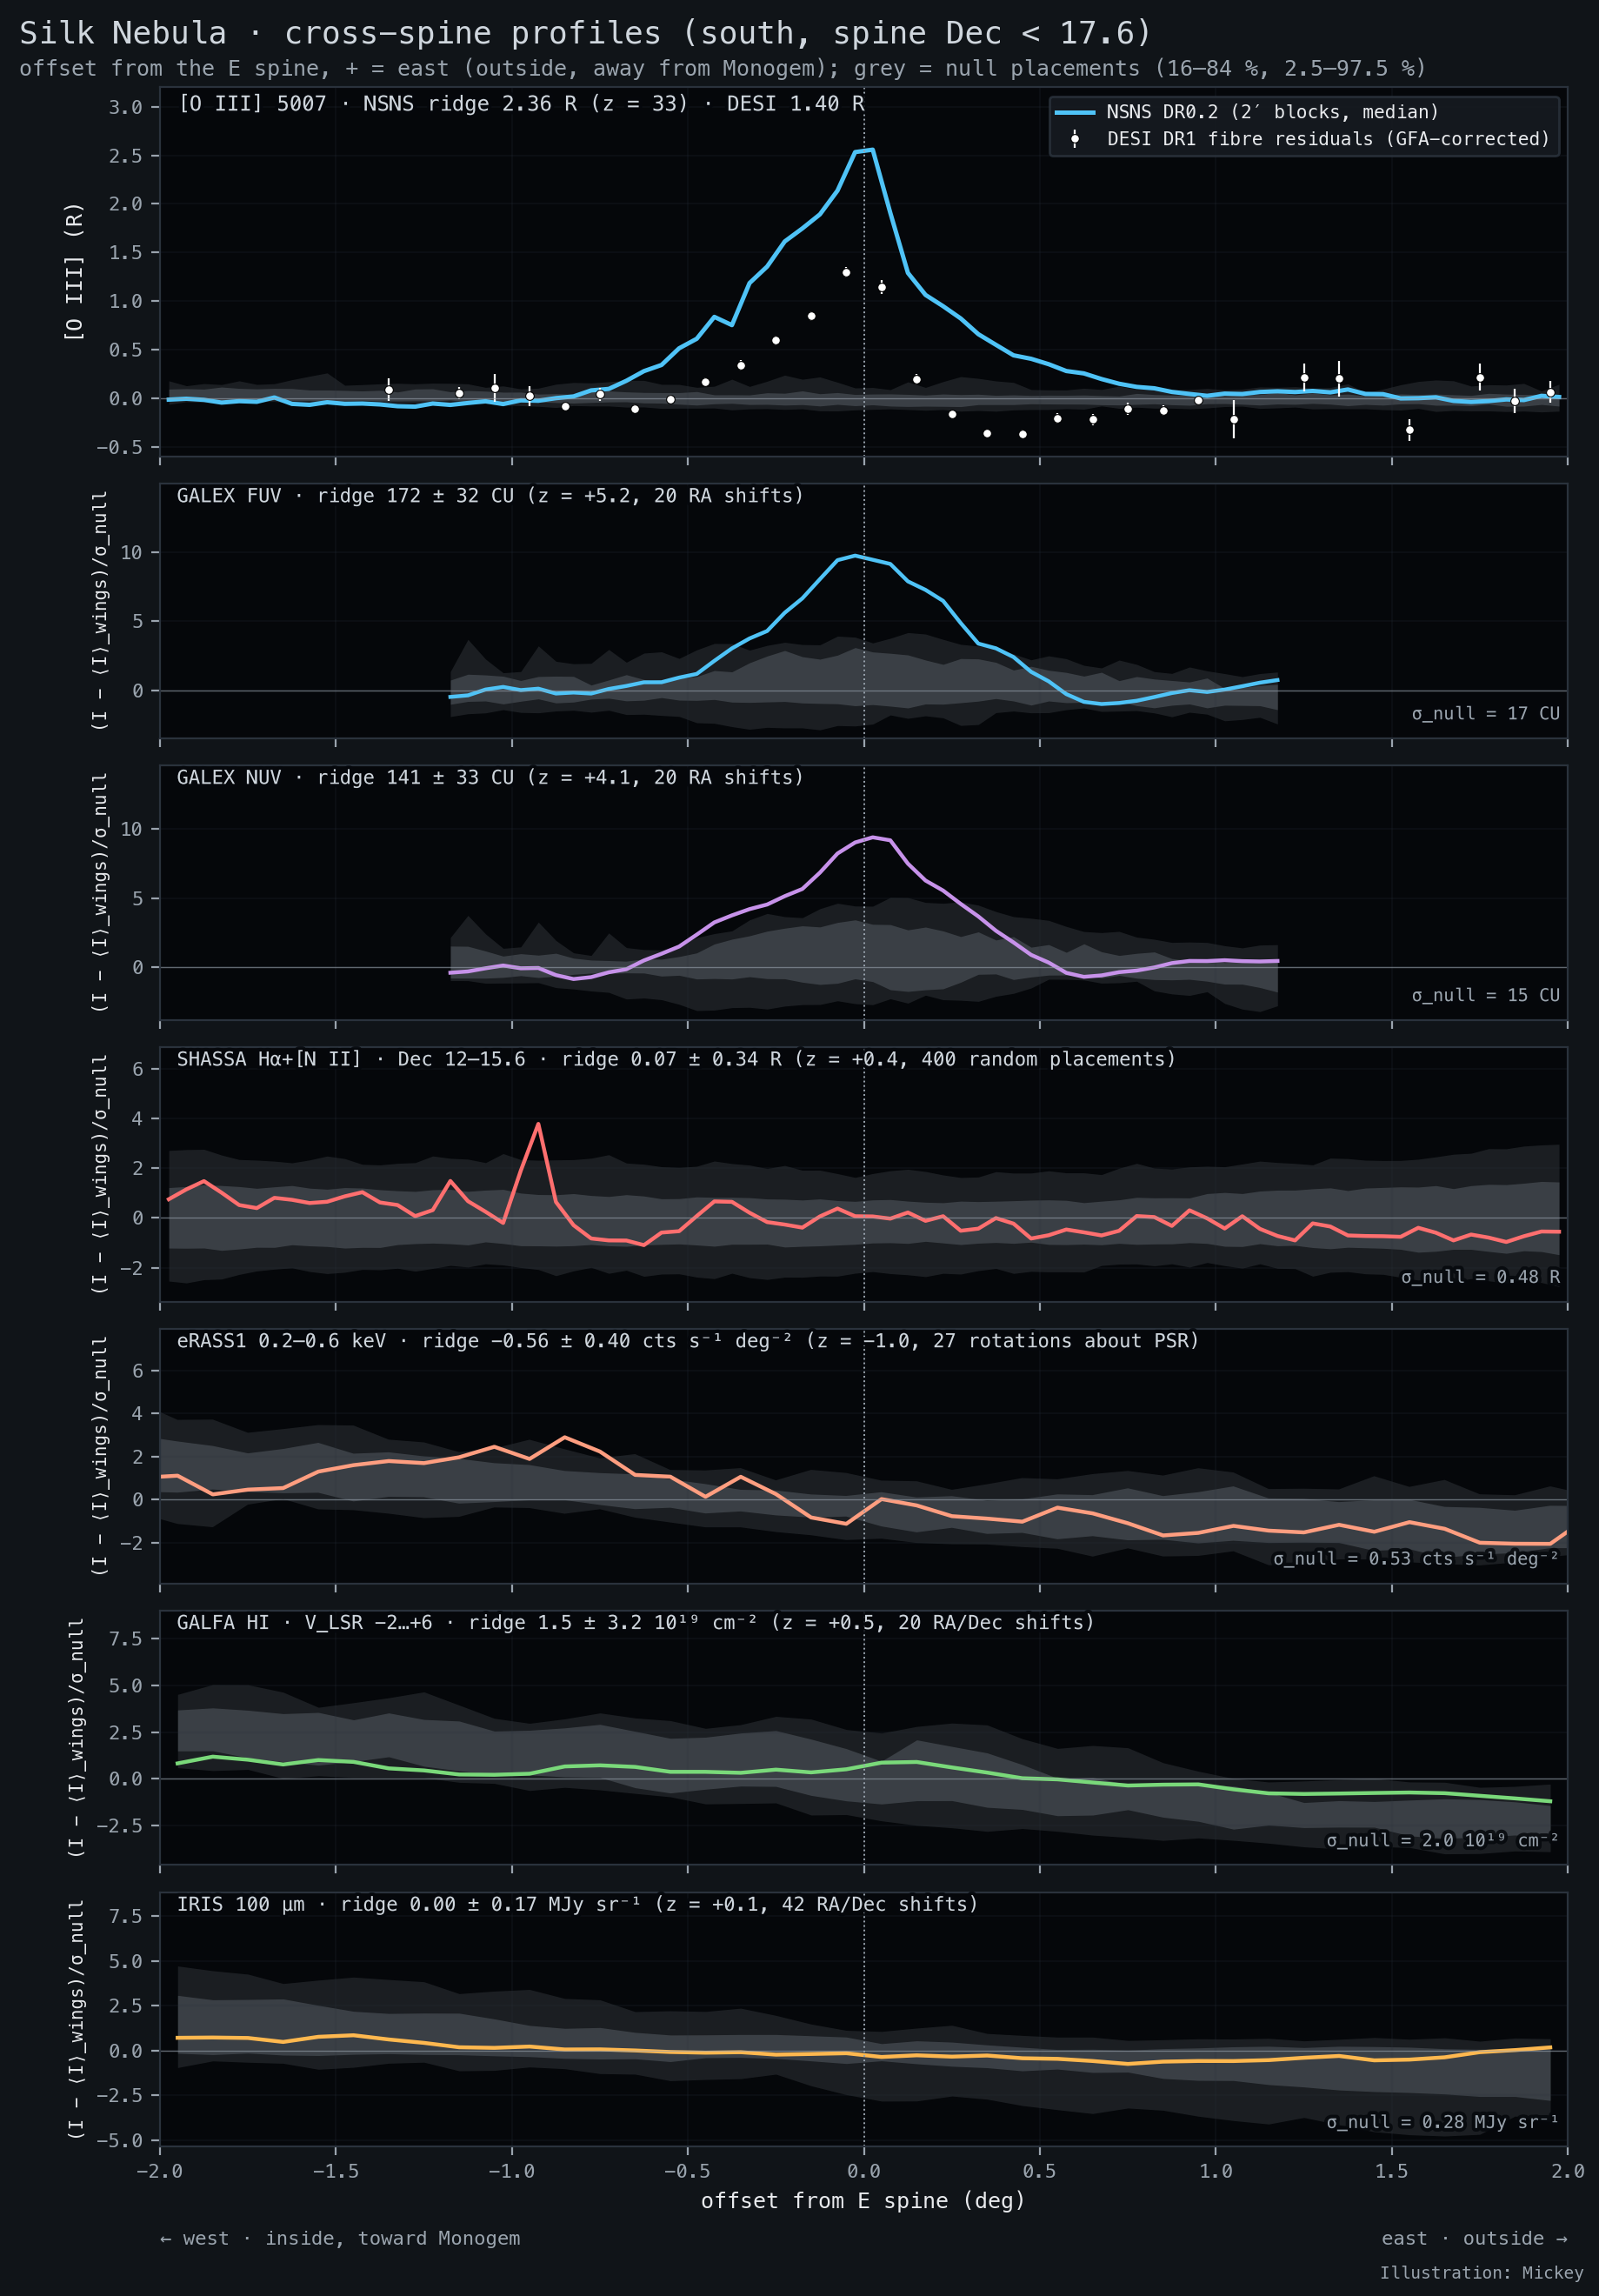 Silk Nebula · cross−spine profiles (south, spine Dec < 17.6)
offset from the E spine, + = east (outside, away from Monogem); grey = null placements (16–84 %, 2.5–97.5 %)
[O III] 5007 · NSNS ridge 2.36 R (z = 33) · DESI 1.40 R
NSNS DR0.2 (2′ blocks, median)
DESI DR1 fibre residuals (GFA−corrected)
[O III] (R)
3.0
2.5
2.0
1.5
1.0
0.5
0.0
−0.5
GALEX FUV · ridge 172 ± 32 CU (z = +5.2, 20 RA shifts)
(I − ⟨I⟩_wings)/σ_null
10
5
0
σ_null = 17 CU
GALEX NUV · ridge 141 ± 33 CU (z = +4.1, 20 RA shifts)
(I − ⟨I⟩_wings)/σ_null
10
5
0
σ_null = 15 CU
SHASSA Hα+[N II] · Dec 12–15.6 · ridge 0.07 ± 0.34 R (z = +0.4, 400 random placements)
(I − ⟨I⟩_wings)/σ_null
6
4
2
0
−2
σ_null = 0.48 R
eRASS1 0.2–0.6 keV · ridge −0.56 ± 0.40 cts s⁻¹ deg⁻² (z = −1.0, 27 rotations about PSR)
(I − ⟨I⟩_wings)/σ_null
6
4
2
0
−2
σ_null = 0.53 cts s⁻¹ deg⁻²
GALFA HI · V_LSR −2…+6 · ridge 1.5 ± 3.2 10¹⁹ cm⁻² (z = +0.5, 20 RA/Dec shifts)
(I − ⟨I⟩_wings)/σ_null
7.5
5.0
2.5
0.0
−2.5
σ_null = 2.0 10¹⁹ cm⁻²
IRIS 100 µm · ridge 0.00 ± 0.17 MJy sr⁻¹ (z = +0.1, 42 RA/Dec shifts)
(I − ⟨I⟩_wings)/σ_null
7.5
5.0
2.5
0.0
−2.5
−5.0
σ_null = 0.28 MJy sr⁻¹
−2.0 −1.5 −1.0 −0.5 0.0 0.5 1.0 1.5 2.0
offset from E spine (deg)
← west · inside, toward Monogem
east · outside →
Illustration: Mickey